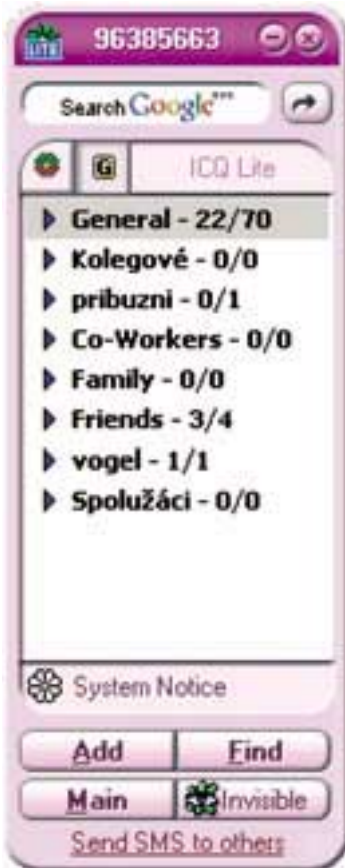 LITE 96385663
Search Google
G ICQ Lite
General - 22/70
Kolegové - 0/0
pribuzni - 0/1
Co-Workers - 0/0
Family - 0/0
Friends - 3/4
vogel - 1/1
Spolužáci - 0/0
System Notice
Add Find
Main Invisible
Send SMS to others